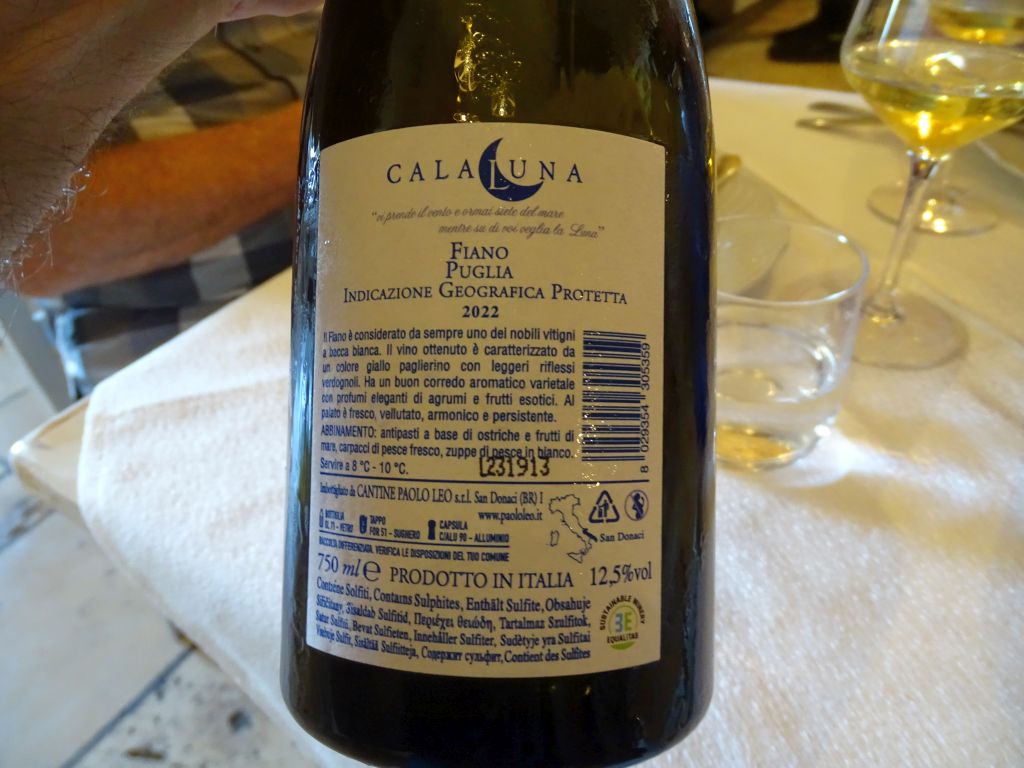 CALALUNA
"vi prende il vento e ormai siete del mare
mentre su di voi veglia la Luna"
FIANO
PUGLIA
INDICAZIONE GEOGRAFICA PROTETTA
2022
Il Fiano è considerato da sempre uno dei nobili vitigni
a bacca bianca. Il vino ottenuto è caratterizzato da
un colore giallo paglierino con leggeri riflessi
verdognoli. Ha un buon corredo aromatico varietale
con profumi eleganti di agrumi e frutti esotici. Al
palato è fresco, vellutato, armonico e persistente.
ABBINAMENTO: antipasti a base di ostriche e frutti di
mare, carpacci di pesce fresco, zuppe di pesce in bianco.
Servire a 8 °C - 10 °C.
L231913
8 029354 305359
Imbottigliato da CANTINE PAOLO LEO s.r.l. San Donaci (BR) I
www.paololeo.it
BOTTIGLIA
GL 71 - VETRO
TAPPO
FOR 51 - SUGHERO
CAPSULA
C/ALU 90 - ALLUMINIO
San Donaci
RACCOLTA DIFFERENZIATA. VERIFICA LE DISPOSIZIONI DEL TUO COMUNE
750 ml e PRODOTTO IN ITALIA 12,5%vol
Contiene Solfiti, Contains Sulphites, Enthält Sulfite, Obsahuje
Siřičitany, Sisaldab Sulfitid, Περιέχει θειώδη, Tartalmaz Szulfitok,
Satur Sulfiti, Bevat Sulfieten, Innehåller Sulfiter, Sudėtyje yra Sulfitai
Sulfit, Sisältää Sulfiitteja, Содержит сульфит, Contient des Sulfites
SUSTAINABLE WINERY
3E
EQUALITAS